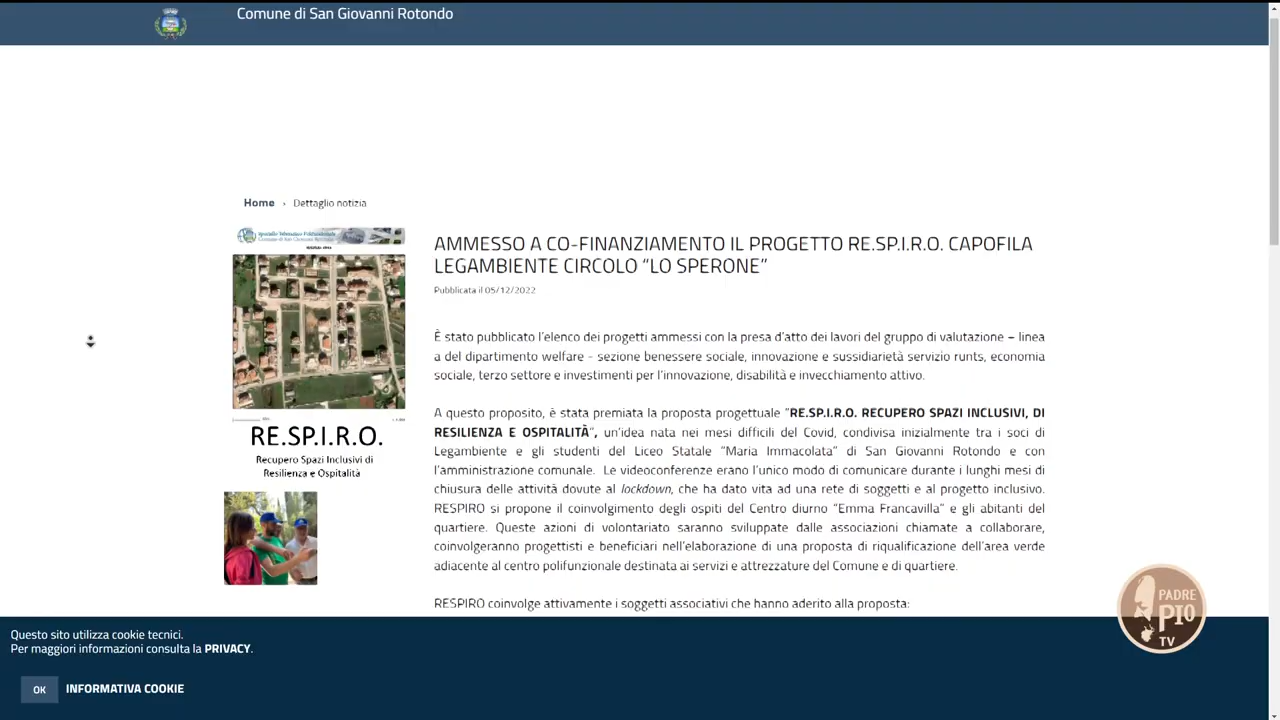 Comune di San Giovanni Rotondo
Home › Dettaglio notizia
AMMESSO A CO-FINANZIAMENTO IL PROGETTO RE.SP.I.R.O. CAPOFILA
LEGAMBIENTE CIRCOLO “LO SPERONE”
Pubblicata il 05/12/2022
È stato pubblicato l’elenco dei progetti ammessi con la presa d’atto dei lavori del gruppo di valutazione – linea
a del dipartimento welfare - sezione benessere sociale, innovazione e sussidiarietà servizio runts, economia
sociale, terzo settore e investimenti per l’innovazione, disabilità e invecchiamento attivo.
A questo proposito, è stata premiata la proposta progettuale “RE.SP.I.R.O. RECUPERO SPAZI INCLUSIVI, DI
RESILIENZA E OSPITALITÀ”, un’idea nata nei mesi difficili del Covid, condivisa inizialmente tra i soci di
Legambiente e gli studenti del Liceo Statale “Maria Immacolata” di San Giovanni Rotondo e con
l’amministrazione comunale. Le videoconferenze erano l’unico modo di comunicare durante i lunghi mesi di
chiusura delle attività dovute al lockdown, che ha dato vita ad una rete di soggetti e al progetto inclusivo.
RESPIRO si propone il coinvolgimento degli ospiti del Centro diurno “Emma Francavilla” e gli abitanti del
quartiere. Queste azioni di volontariato saranno sviluppate dalle associazioni chiamate a collaborare,
coinvolgeranno progettisti e beneficiari nell’elaborazione di una proposta di riqualificazione dell’area verde
adiacente al centro polifunzionale destinata ai servizi e attrezzature del Comune e di quartiere.
RESPIRO coinvolge attivamente i soggetti associativi che hanno aderito alla proposta:
RE.SP.I.R.O.
Recupero Spazi Inclusivi di
Resilienza e Ospitalità
PADRE
PIO
TV
Questo sito utilizza cookie tecnici.
Per maggiori informazioni consulta la PRIVACY.
OK INFORMATIVA COOKIE